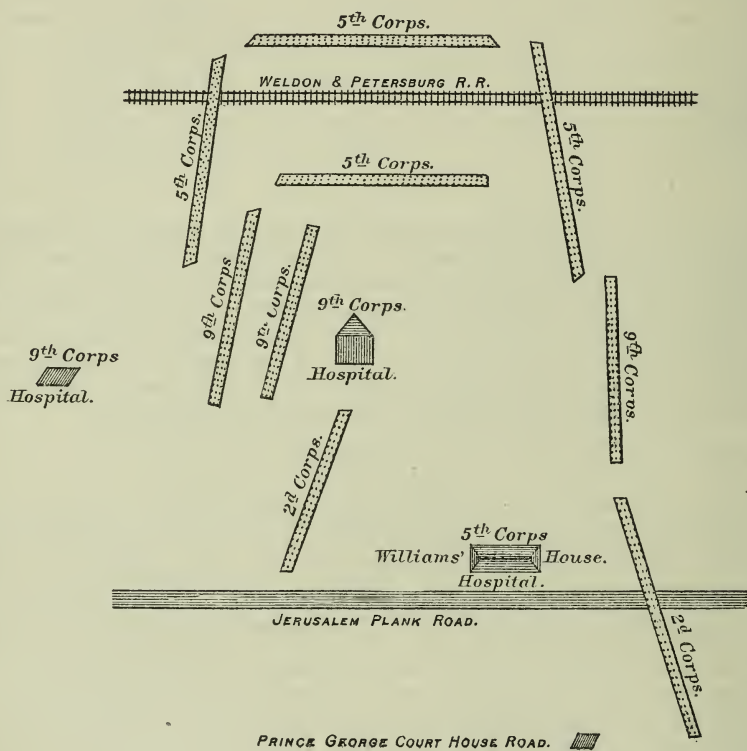 5th Corps.
WELDON & PETERSBURG R.R.
5th Corps.
5th Corps.
5th Corps.
9th Corps
9th Corps.
9th Corps.
Hospital.
9th Corps
Hospital.
9th Corps.
2d Corps.
5th Corps
Williams' House.
Hospital.
JERUSALEM PLANK ROAD.
2d Corps.
PRINCE GEORGE COURT HOUSE ROAD.